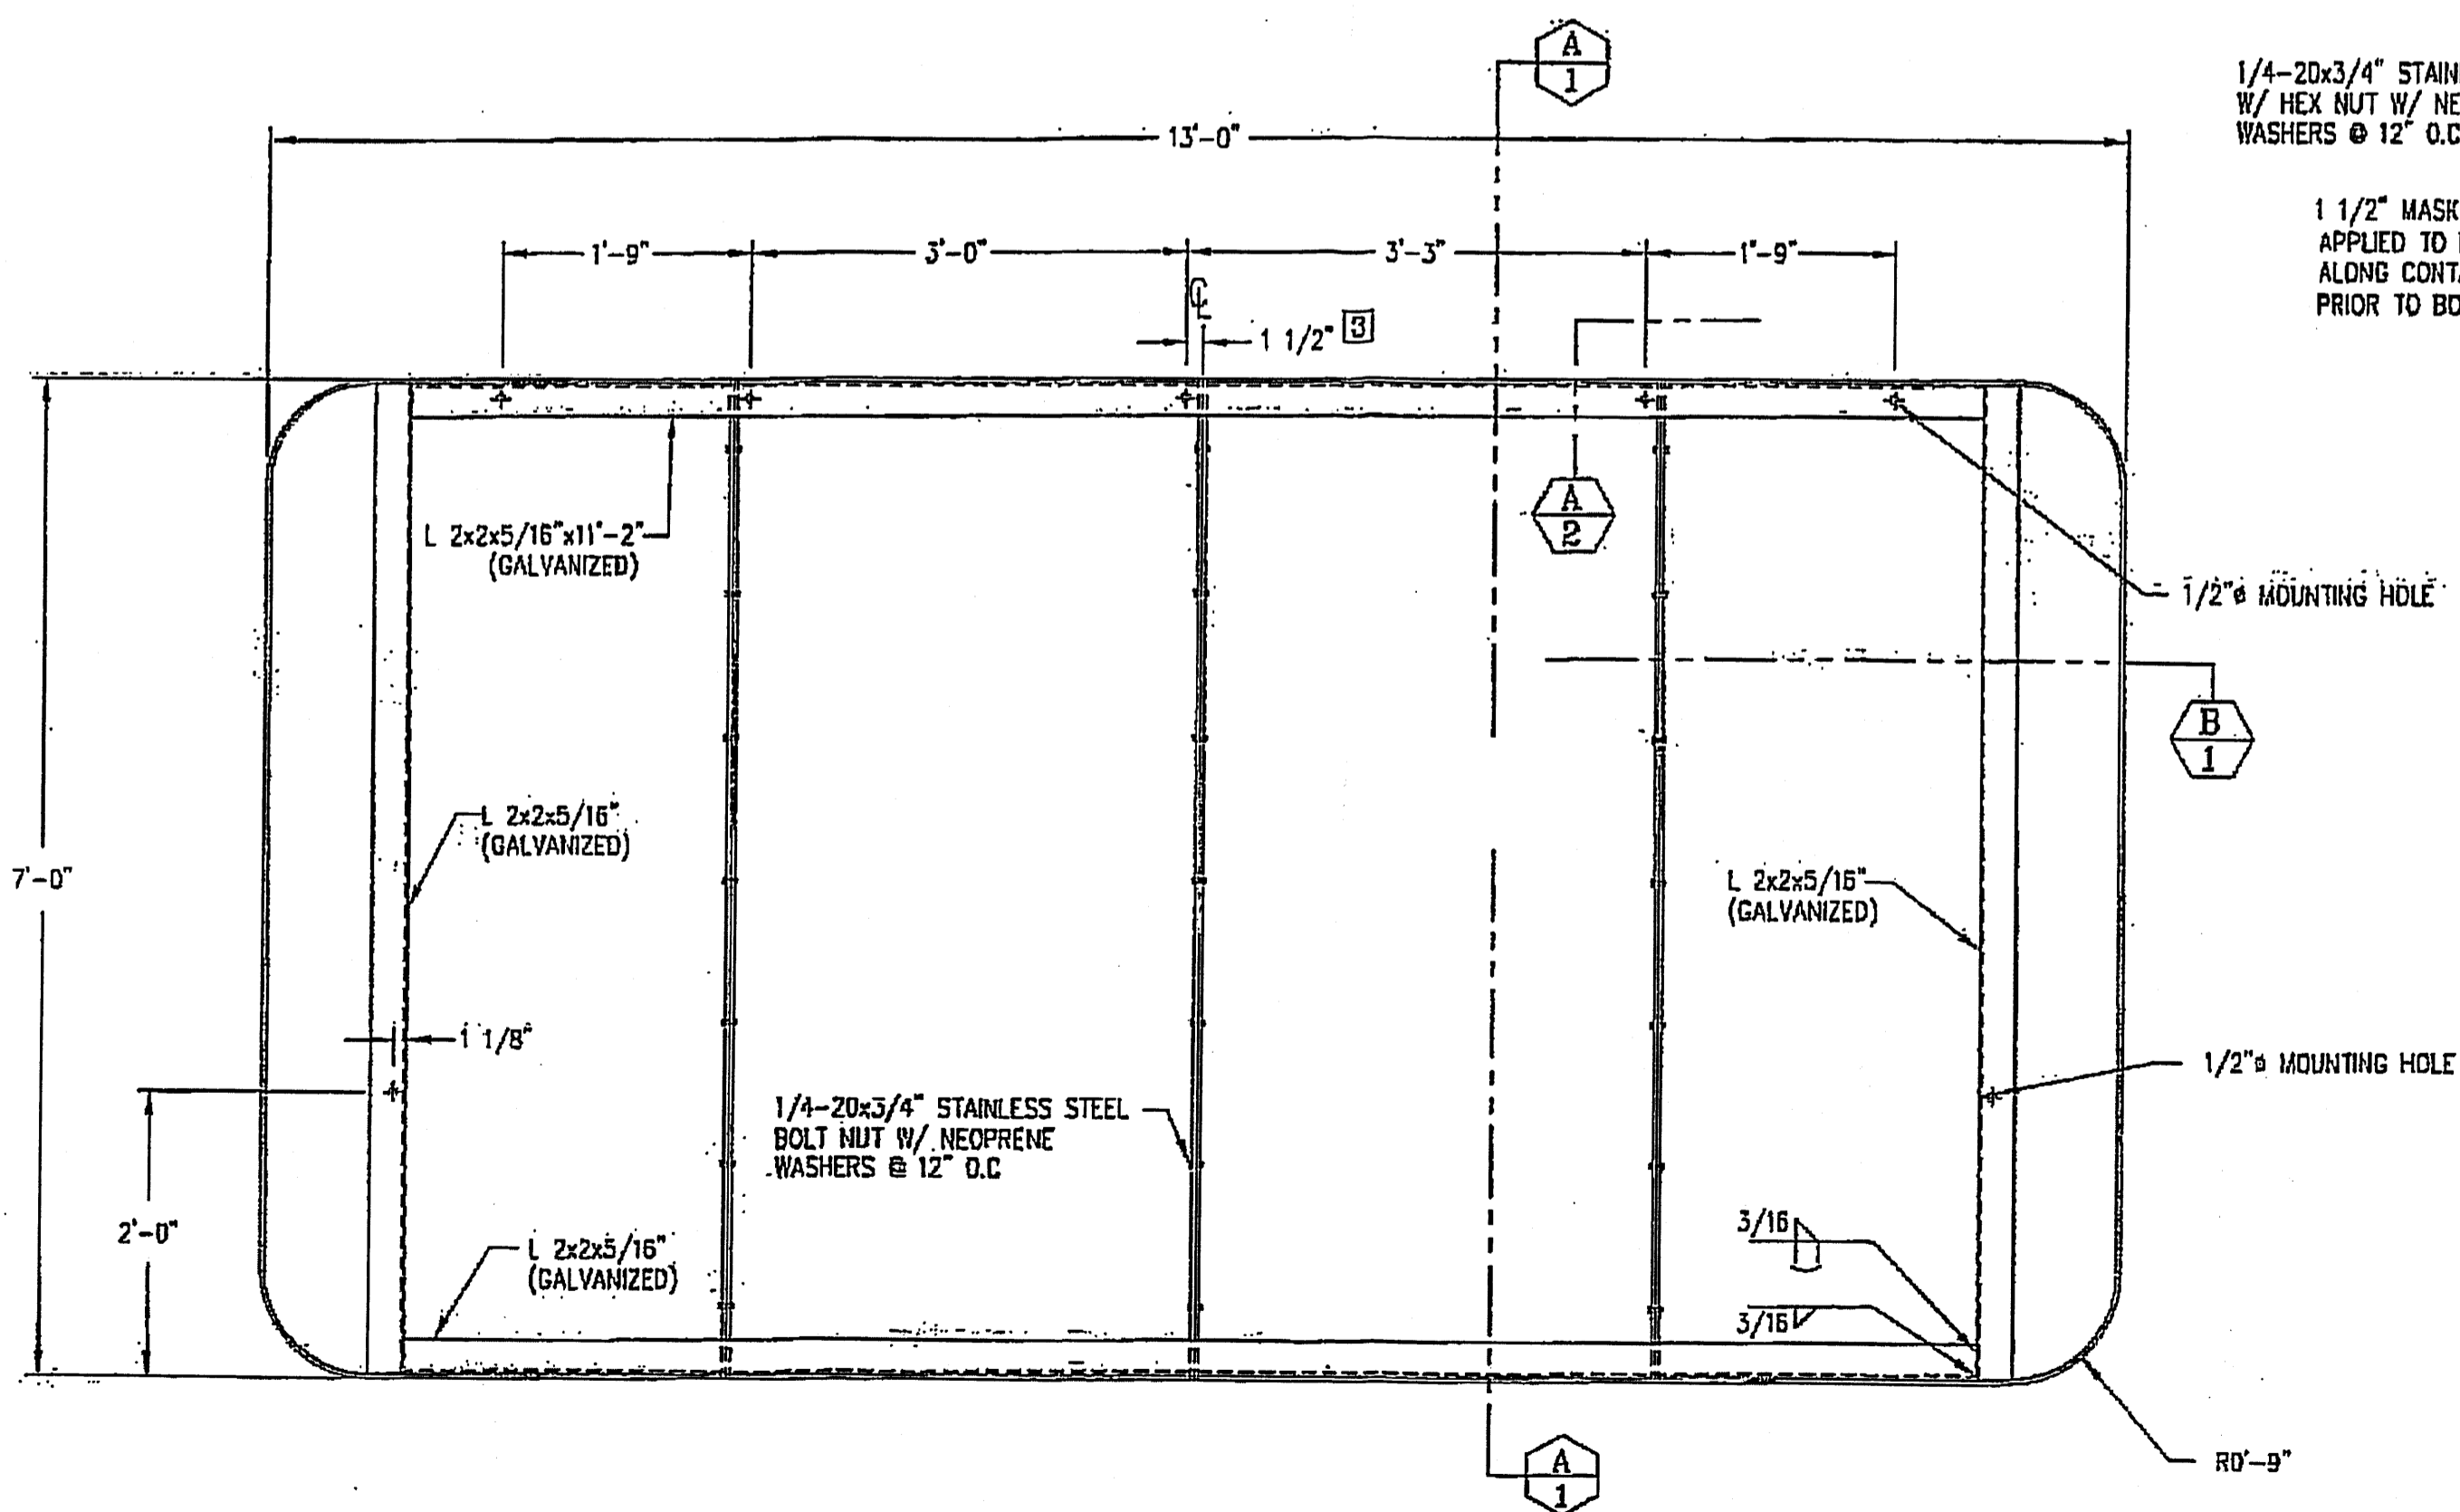 A
1
1/4-20x3/4" STAIN
W/ HEX NUT W/ NE
WASHERS @ 12" O.C
13'-0"
1 1/2" MASK
APPLIED TO
ALONG CONT
PRIOR TO BO
1'-9"
3'-0"
3'-3"
1'-9"
℄
1 1/2" 3
A
2
L 2x2x5/16"x11'-2"
(GALVANIZED)
1/2"ø MOUNTING HOLE
B
1
L 2x2x5/16"
(GALVANIZED)
7'-0"
L 2x2x5/16"
(GALVANIZED)
1 1/8"
1/2"ø MOUNTING HOLE
1/4-20x3/4" STAINLESS STEEL
BOLT NUT W/ NEOPRENE
WASHERS @ 12" O.C
2'-0"
3/16
L 2x2x5/16"
(GALVANIZED)
3/16
R0'-9"
A
1